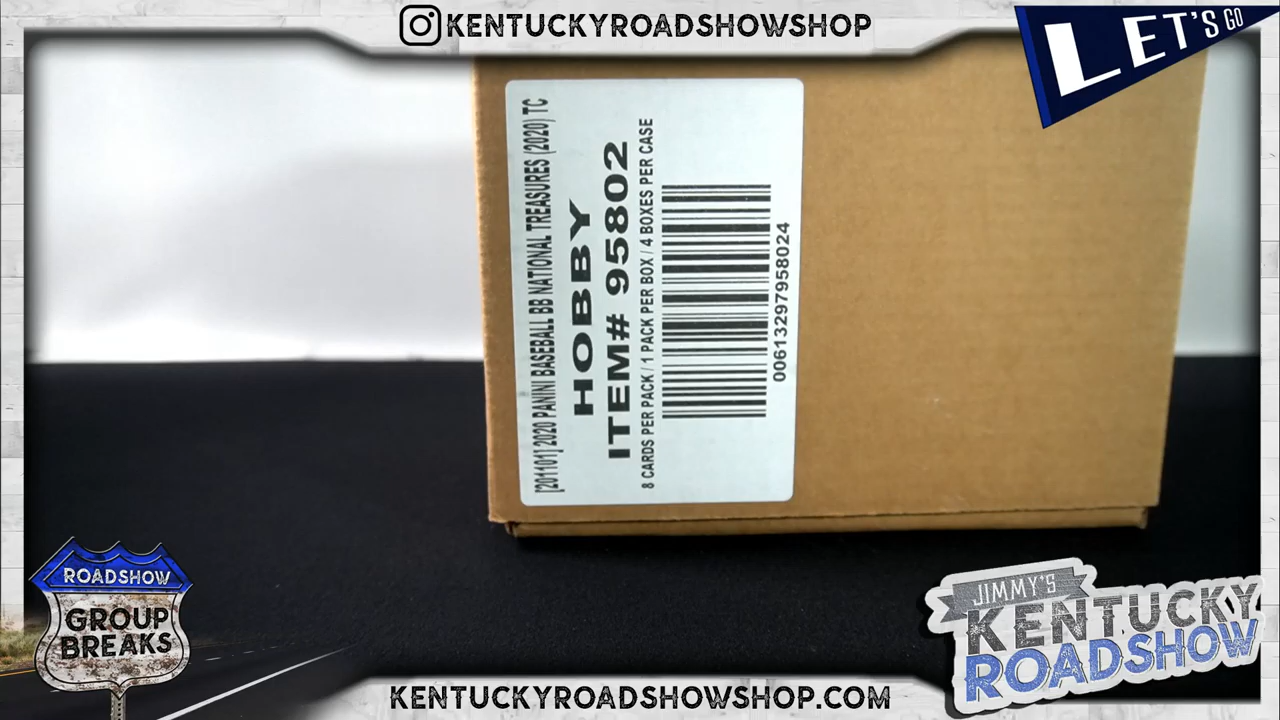 KENTUCKYROADSHOWSHOP
LET'S GO
[201101] 2020 PANINI BASEBALL BB NATIONAL TREASURES (2020) TC
HOBBY
ITEM# 95802
8 CARDS PER PACK / 1 PACK PER BOX / 4 BOXES PER CASE
00613297958024
ROADSHOW
GROUP
BREAKS
JIMMY'S
KENTUCKY
ROADSHOW
KENTUCKYROADSHOWSHOP.COM